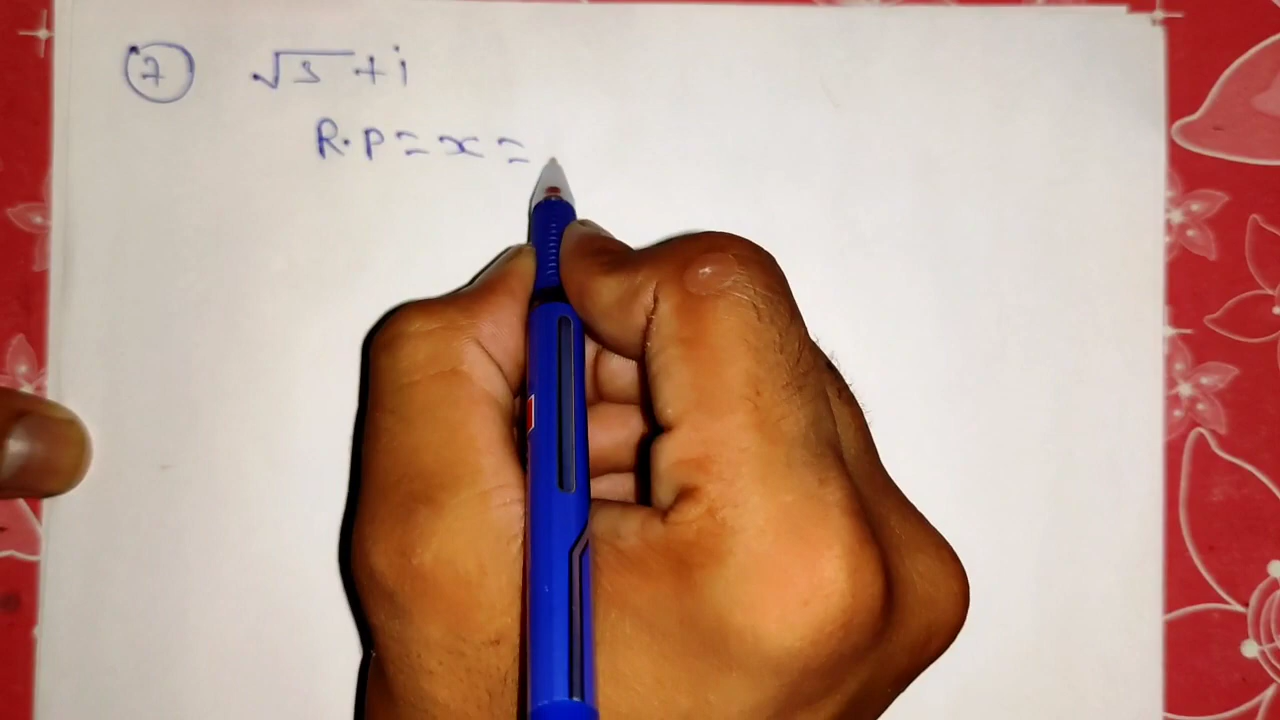 7 √3 + i
R.P = x =